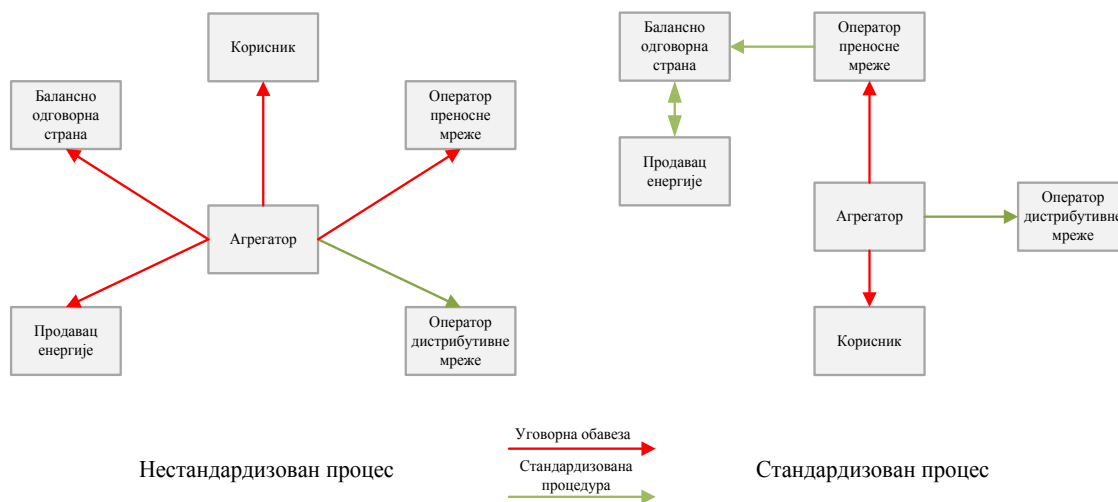 Корисник
Балансно
одговорна
страна
Оператор
преносне
мреже
Агрегатор
Продавац
енергије
Оператор
дистрибутивне
мреже
Нестандардизован процес
Балансно
одговорна
страна
Оператор
преносне
мреже
Продавац
енергије
Агрегатор
Оператор
дистрибутивне
мреже
Корисник
Стандардизован процес
Уговорна обавеза
Стандардизована
процедура